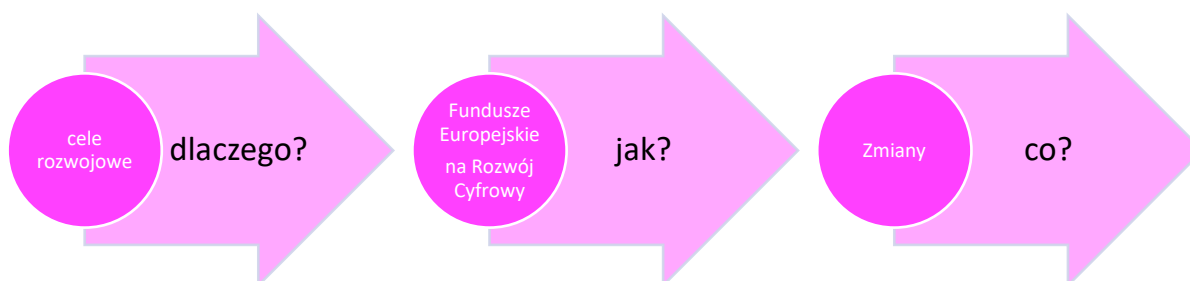 cele
rozwojowe
dlaczego?
Fundusze
Europejskie
na Rozwój
Cyfrowy
jak?
Zmiany
co?